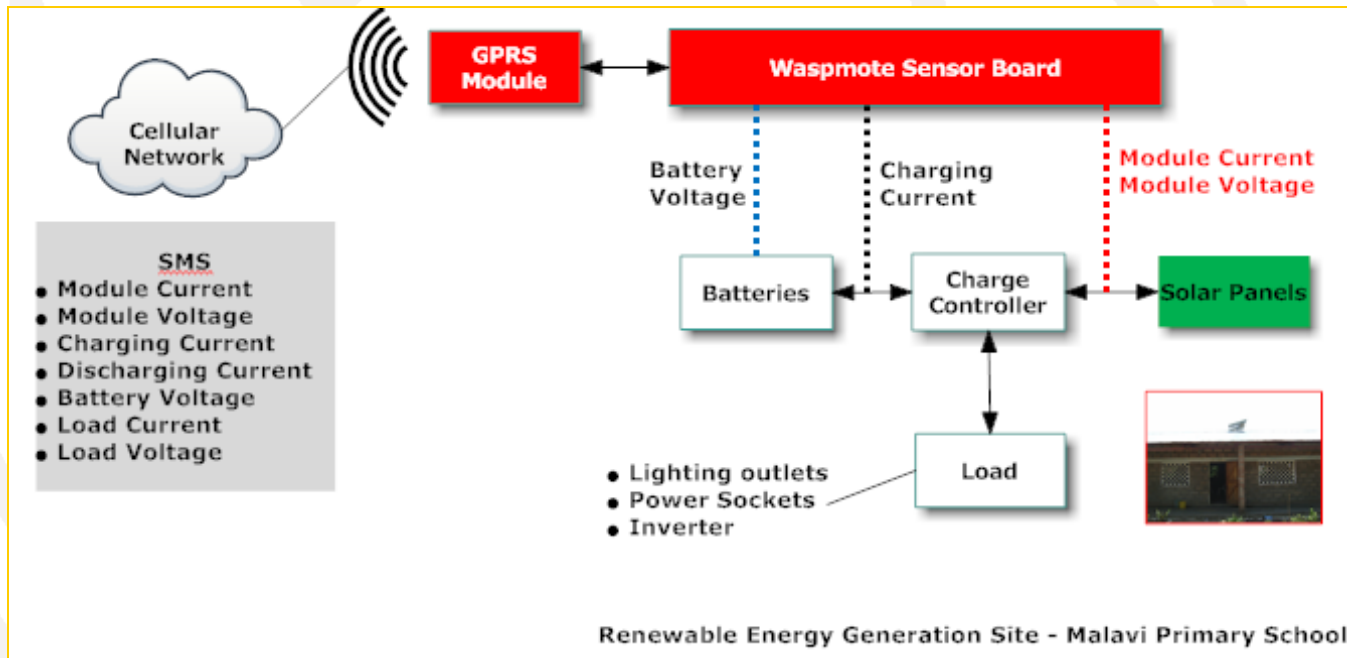 GPRS
Module
Waspmote Sensor Board
Cellular
Network
Battery
Voltage
Charging
Current
Module Current
Module Voltage
SMS
• Module Current
• Module Voltage
• Charging Current
• Discharging Current
• Battery Voltage
• Load Current
• Load Voltage
Batteries
Charge
Controller
Solar Panels
• Lighting outlets
• Power Sockets
• Inverter
Load
Renewable Energy Generation Site - Malavi Primary School